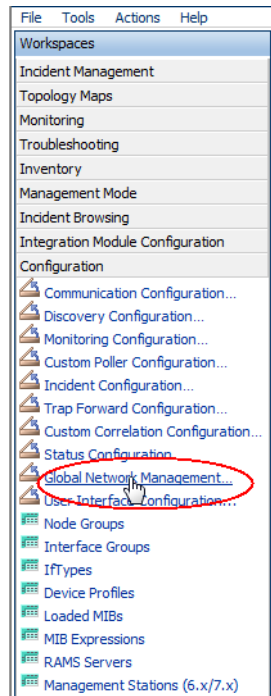 File Tools Actions Help
Workspaces
Incident Management
Topology Maps
Monitoring
Troubleshooting
Inventory
Management Mode
Incident Browsing
Integration Module Configuration
Configuration
Communication Configuration...
Discovery Configuration...
Monitoring Configuration...
Custom Poller Configuration...
Incident Configuration...
Trap Forward Configuration...
Custom Correlation Configuration...
Status Configuration...
Global Network Management...
User Interface Configuration...
Node Groups
Interface Groups
IfTypes
Device Profiles
Loaded MIBs
MIB Expressions
RAMS Servers
Management Stations (6.x/7.x)